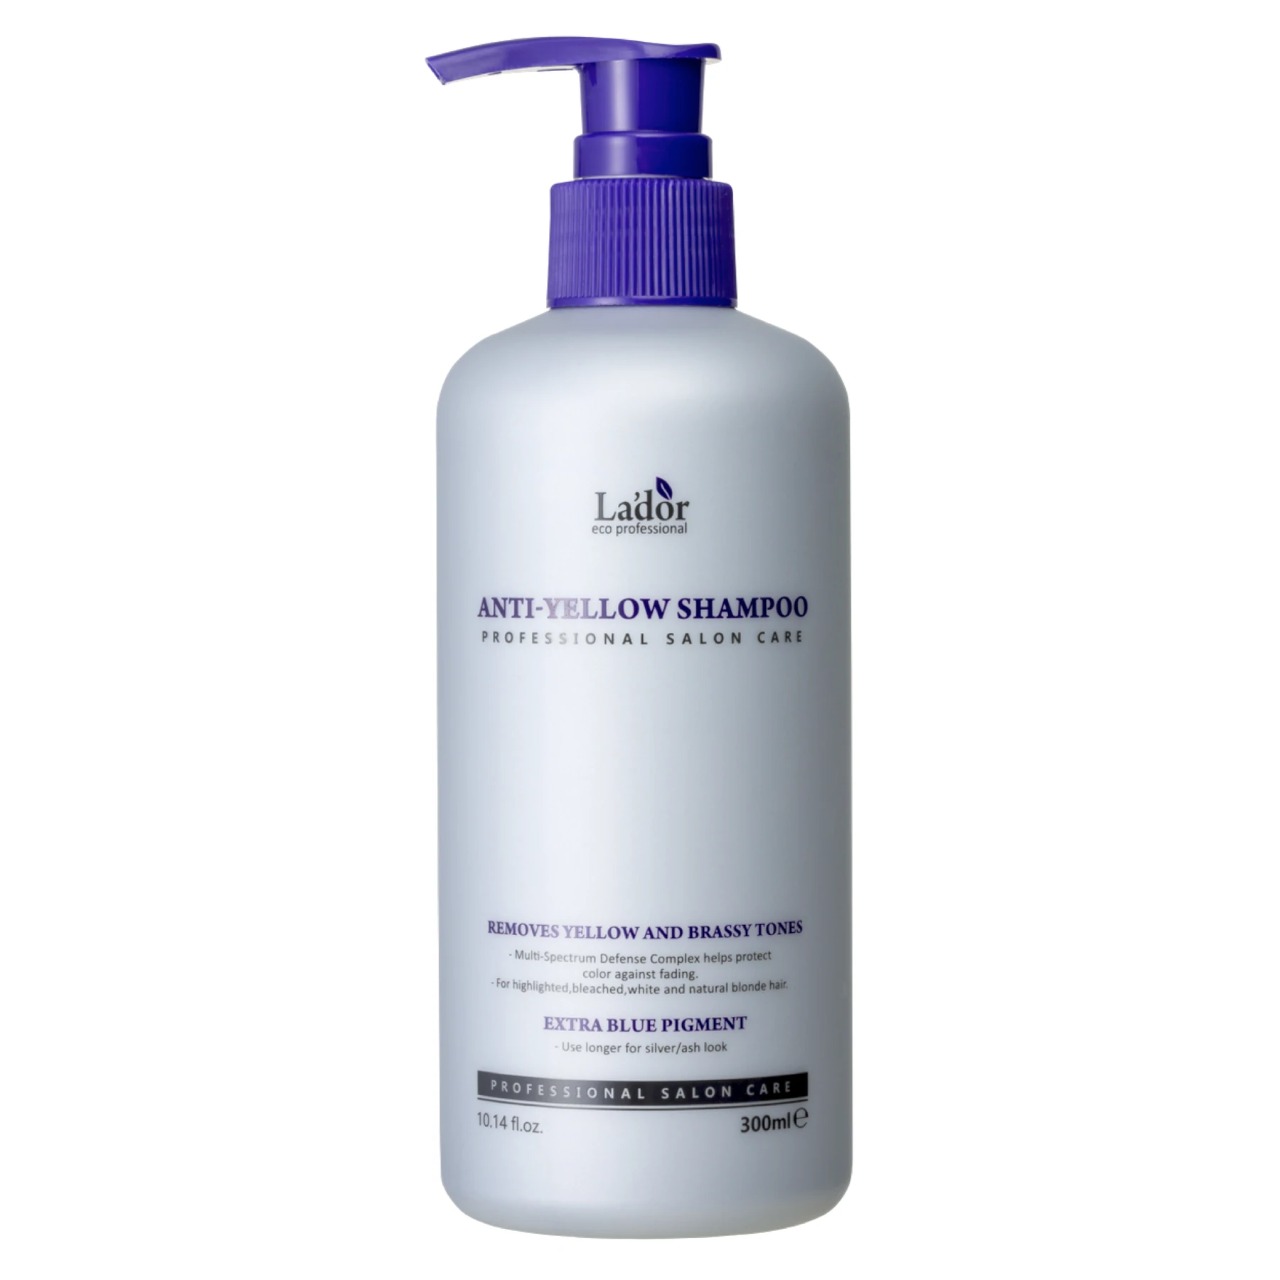 La'dor
eco professional
ANTI-YELLOW SHAMPOO
PROFESSIONAL SALON CARE
REMOVES YELLOW AND BRASSY TONES
- Multi-Spectrum Defense Complex helps protect
color against fading.
- For highlighted,bleached,white and natural blonde hair.
EXTRA BLUE PIGMENT
- Use longer for silver/ash look
PROFESSIONAL SALON CARE
10.14 fl.oz. 300ml℮